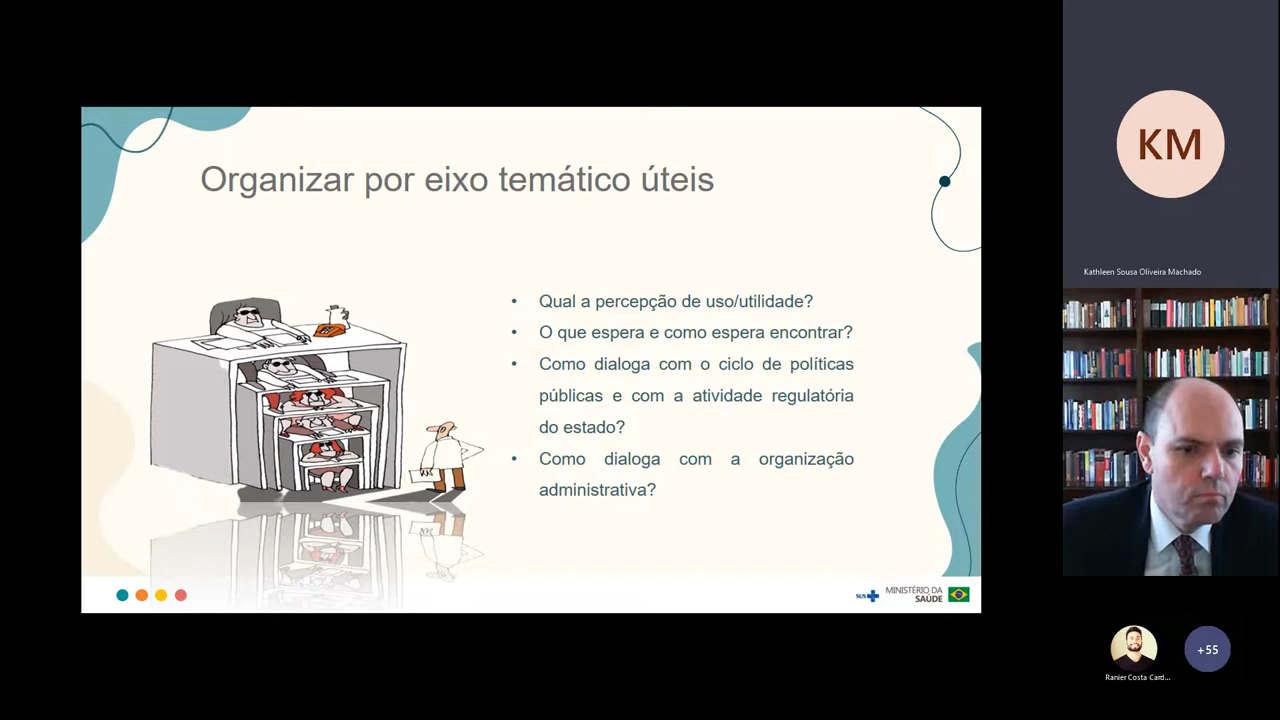 Organizar por eixo temático úteis
• Qual a percepção de uso/utilidade?
• O que espera e como espera encontrar?
• Como dialoga com o ciclo de políticas
públicas e com a atividade regulatória
do estado?
• Como dialoga com a organização
administrativa?
SUS
MINISTÉRIO DA
SAÚDE
KM
Kathleen Sousa Oliveira Machado
Ranier Costa Card...
+55